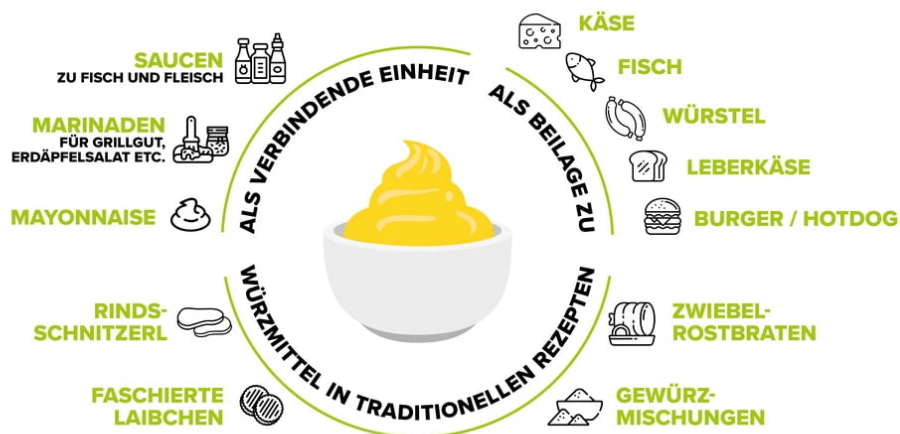 ALS VERBINDENDE EINHEIT
SAUCEN
ZU FISCH UND FLEISCH
MARINADEN
FÜR GRILLGUT,
ERDÄPFELSALAT ETC.
MAYONNAISE
ALS BEILAGE ZU
KÄSE
FISCH
WÜRSTEL
LEBERKÄSE
BURGER / HOTDOG
WÜRZMITTEL IN TRADITIONELLEN REZEPTEN
RINDS-
SCHNITZERL
FASCHIERTE
LAIBCHEN
ZWIEBEL-
ROSTBRATEN
GEWÜRZ-
MISCHUNGEN